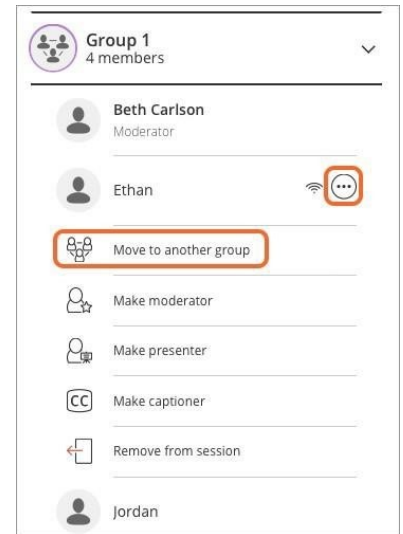 Group 1
4 members
Beth Carlson
Moderator
Ethan
Move to another group
Make moderator
Make presenter
CC Make captioner
Remove from session
Jordan